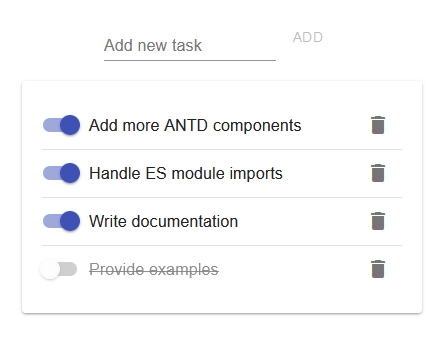 Add new task
ADD
Add more ANTD components
Handle ES module imports
Write documentation
Provide examples